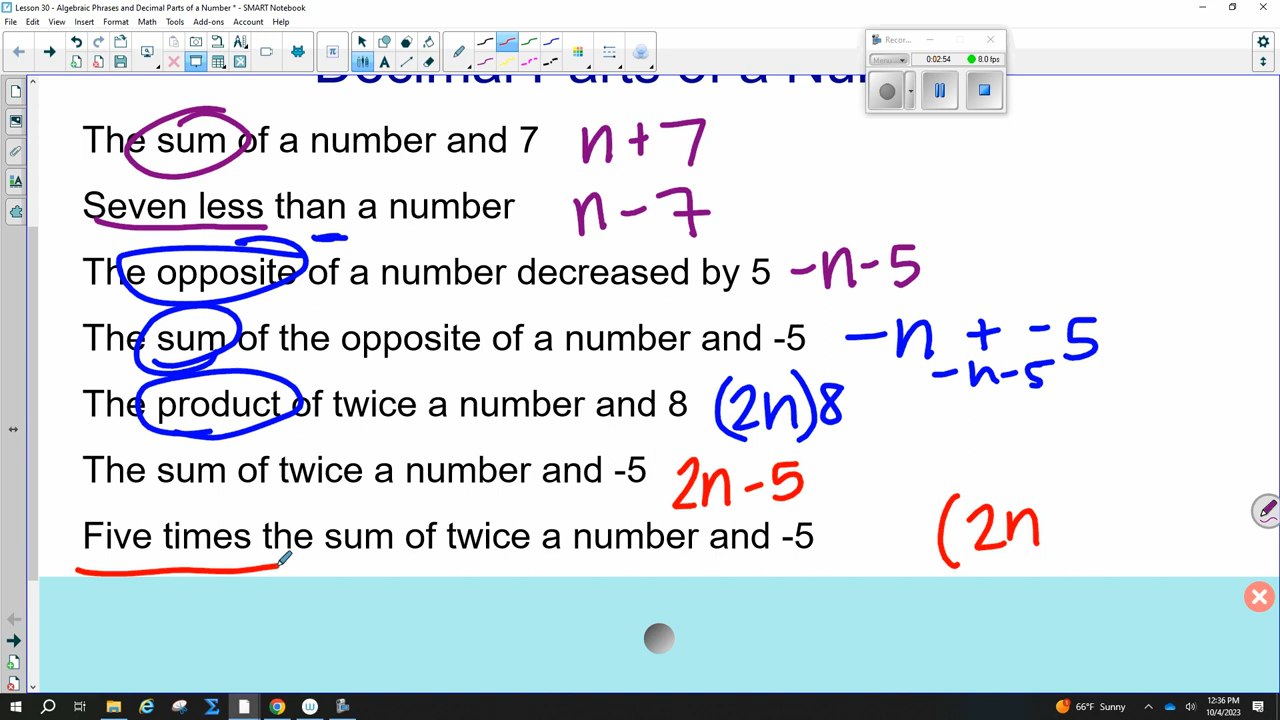 Lesson 30 - Algebraic Phrases and Decimal Parts of a Number * - SMART Notebook
File Edit View Insert Format Math Tools Add-ons Account Help
Recor...
Menu
0:02:54 8.0 fps
Decimal Parts of a Nu
The sum of a number and 7 n + 7
Seven less than a number n - 7
The opposite of a number decreased by 5 -n - 5
The sum of the opposite of a number and -5 -n + -5
-n - 5
The product of twice a number and 8 (2n)8
The sum of twice a number and -5 2n - 5
Five times the sum of twice a number and -5 (2n
66°F Sunny
12:36 PM
10/4/2023